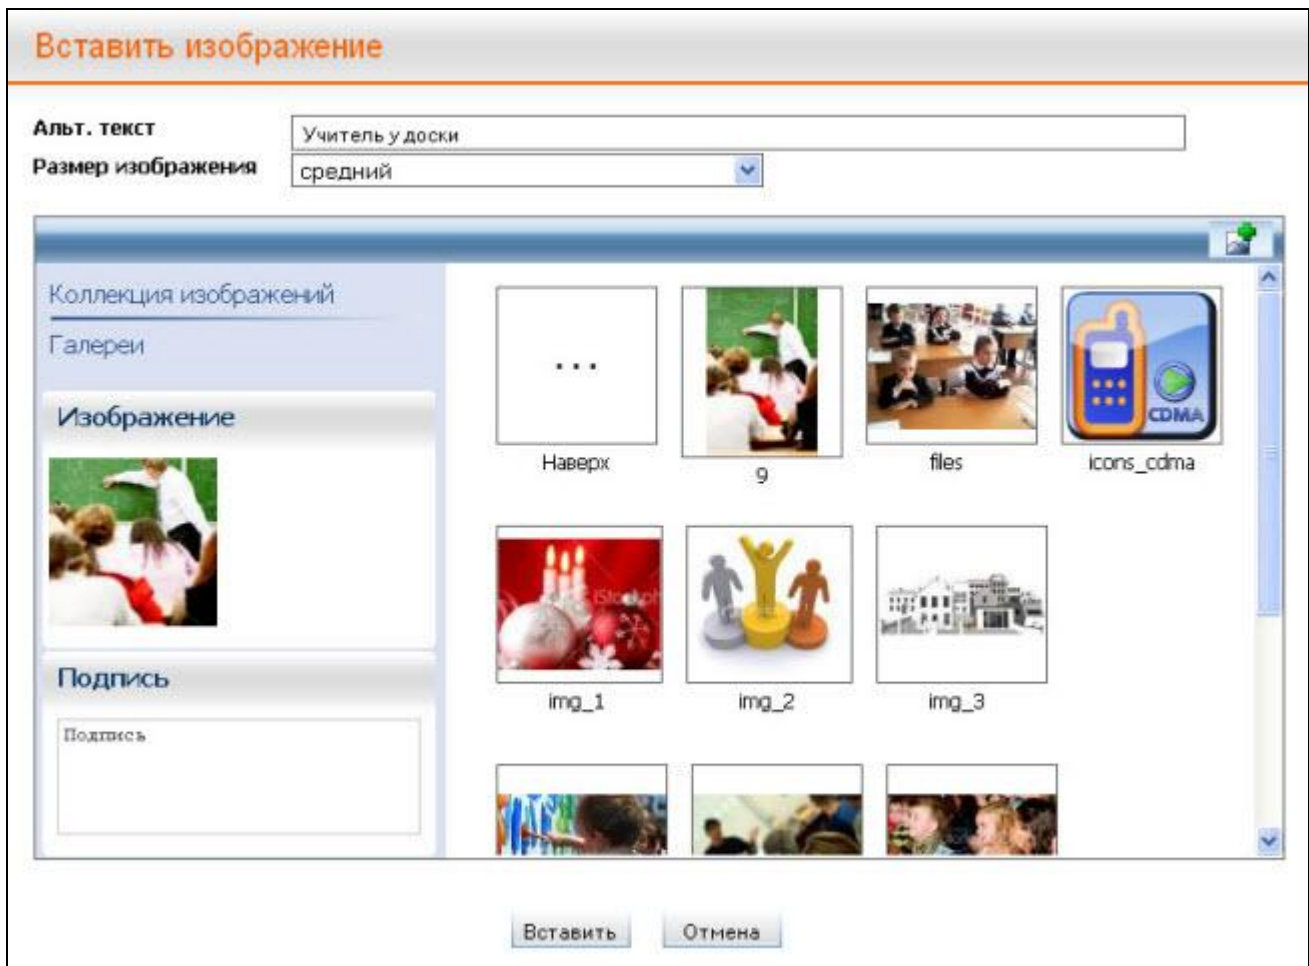 Вставить изображение
Альт. текст
Учитель у доски
Размер изображения
средний
Коллекция изображений
Галереи
Изображение
Подпись
Подпись
...
Наверх
9
files
CDMA
icons_cdma
img_1
img_2
img_3
Вставить
Отмена